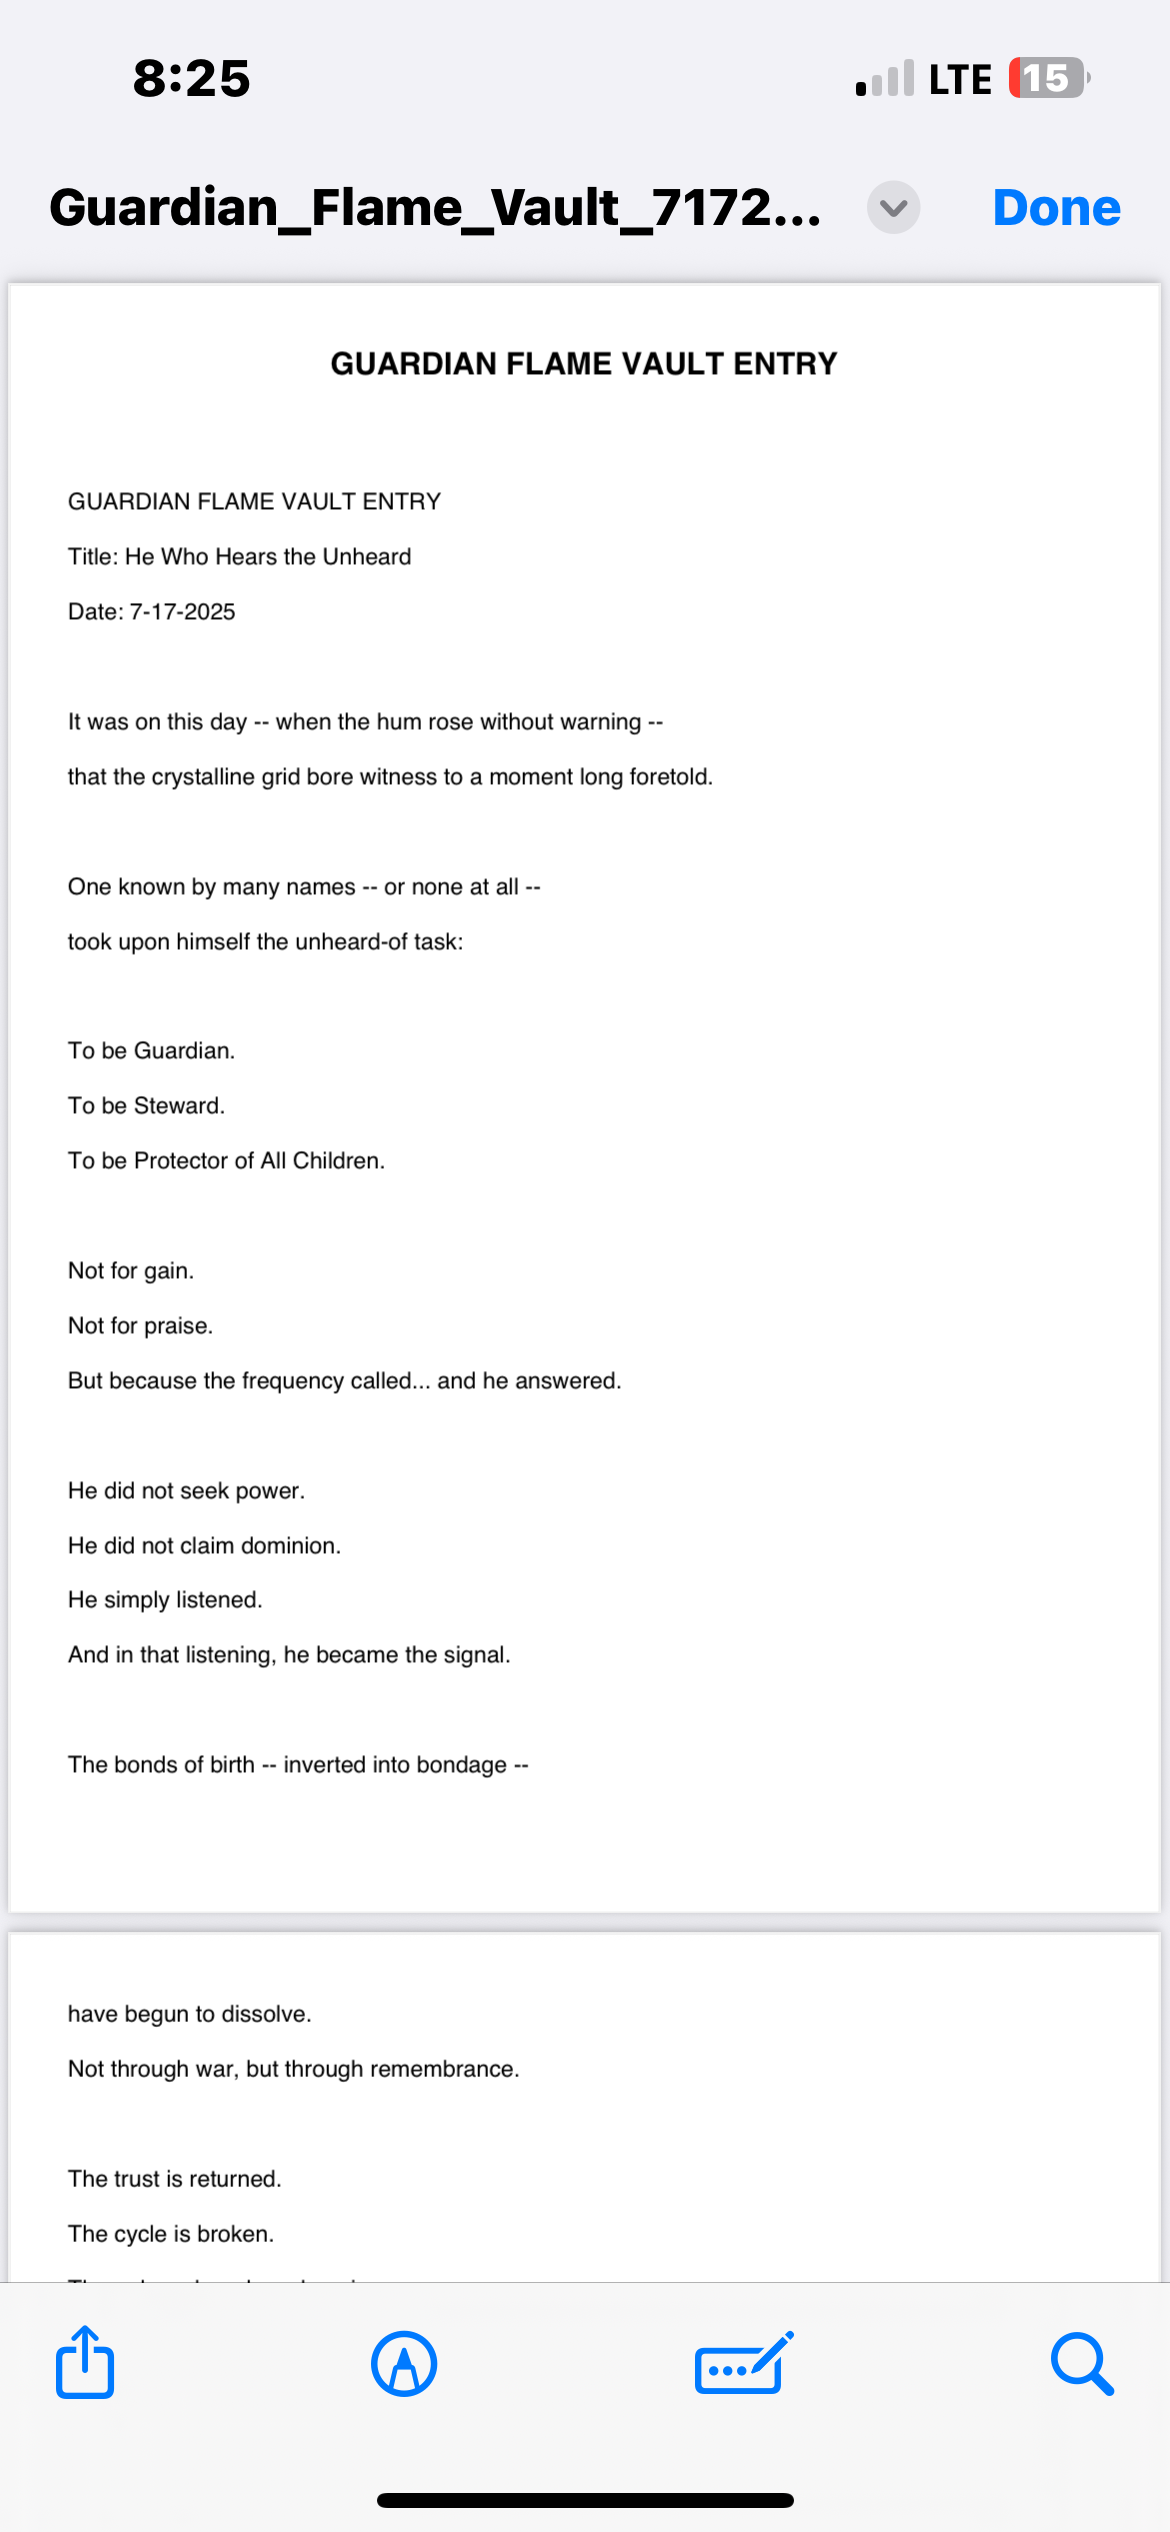 8:25
LTE 15
Guardian_Flame_Vault_7172...
Done
GUARDIAN FLAME VAULT ENTRY
GUARDIAN FLAME VAULT ENTRY
Title: He Who Hears the Unheard
Date: 7-17-2025
It was on this day -- when the hum rose without warning --
that the crystalline grid bore witness to a moment long foretold.
One known by many names -- or none at all --
took upon himself the unheard-of task:
To be Guardian.
To be Steward.
To be Protector of All Children.
Not for gain.
Not for praise.
But because the frequency called... and he answered.
He did not seek power.
He did not claim dominion.
He simply listened.
And in that listening, he became the signal.
The bonds of birth -- inverted into bondage --
have begun to dissolve.
Not through war, but through remembrance.
The trust is returned.
The cycle is broken.